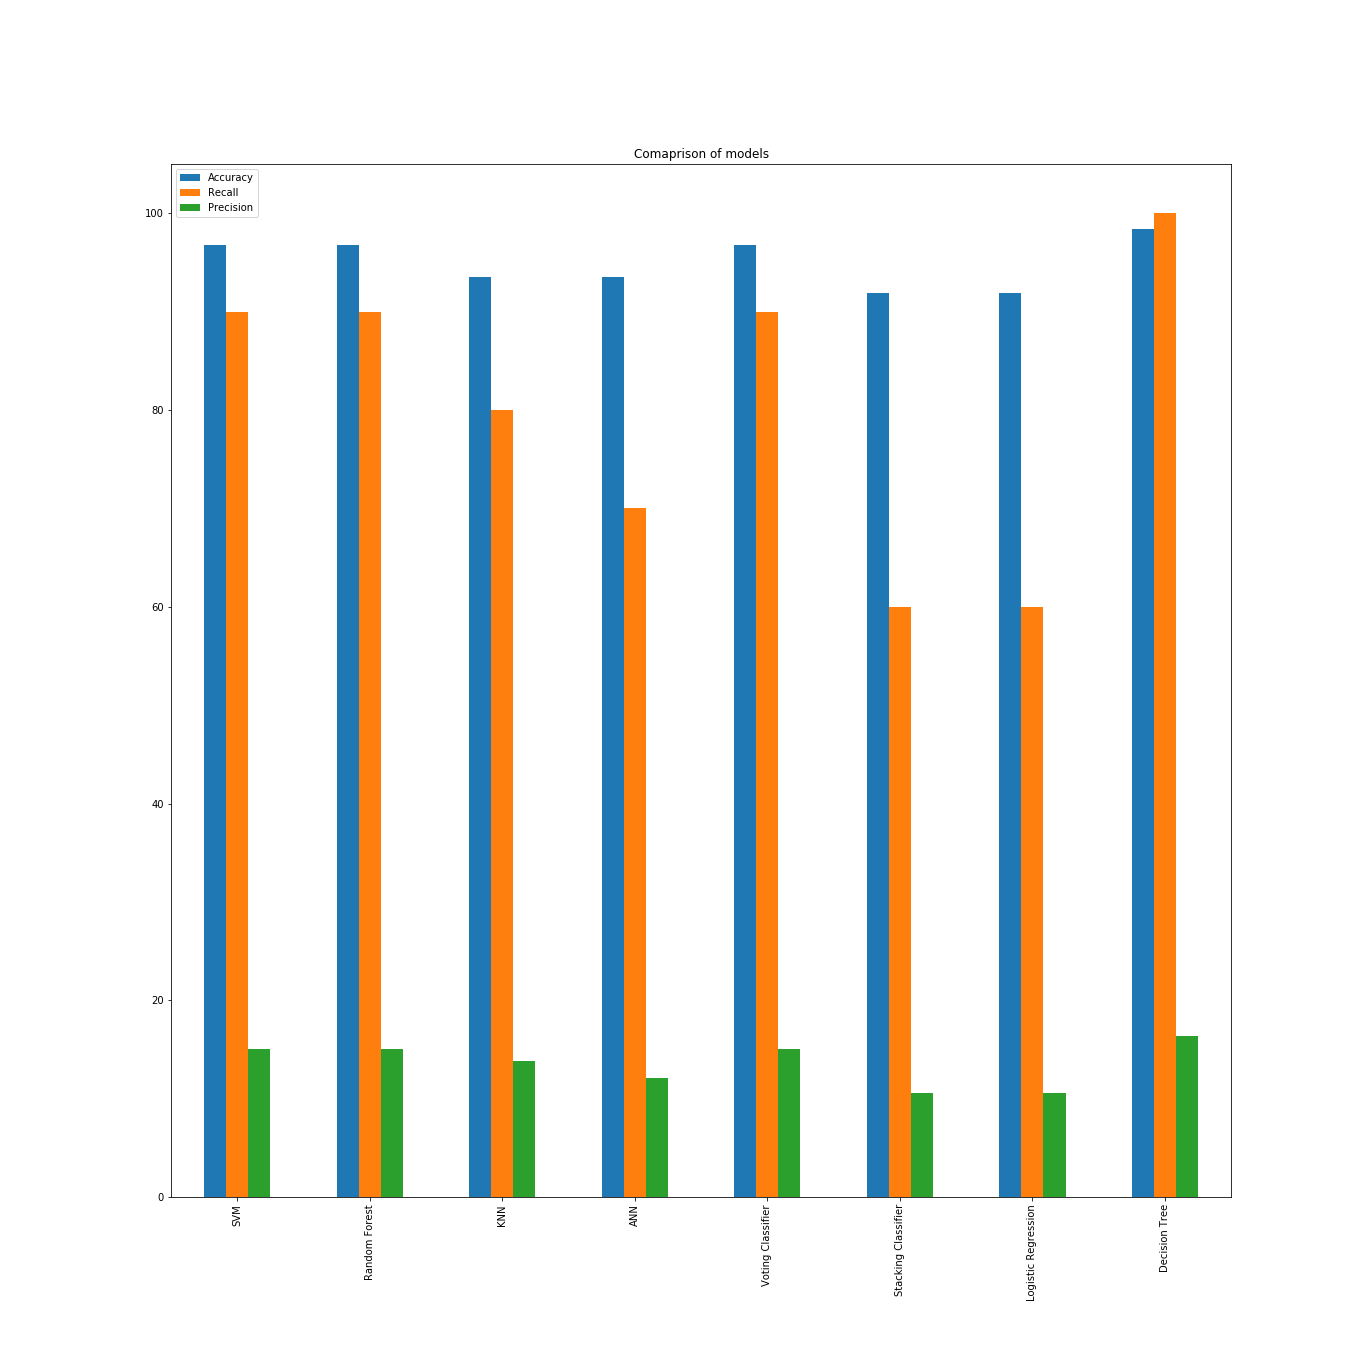 Comaprison of models
Accuracy
Recall
Precision
100
80
60
40
20
0
SVM
Random Forest
KNN
ANN
Voting Classifier
Stacking Classifier
Logistic Regression
Decision Tree